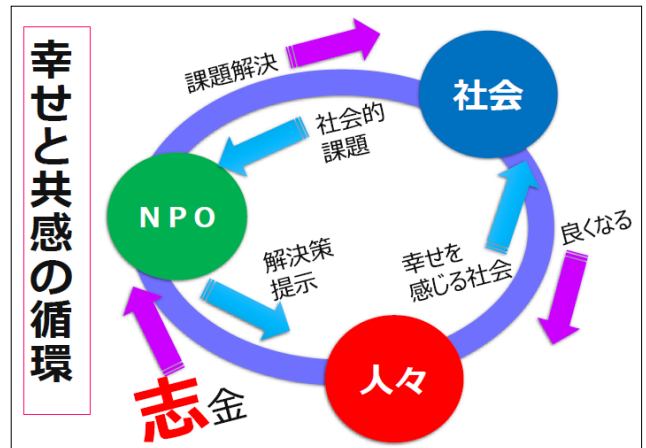 幸せと共感の循環
課題解決
社会
社会的
課題
NPO
解決策
提示
幸せを
感じる社会
良くなる
人々
志金